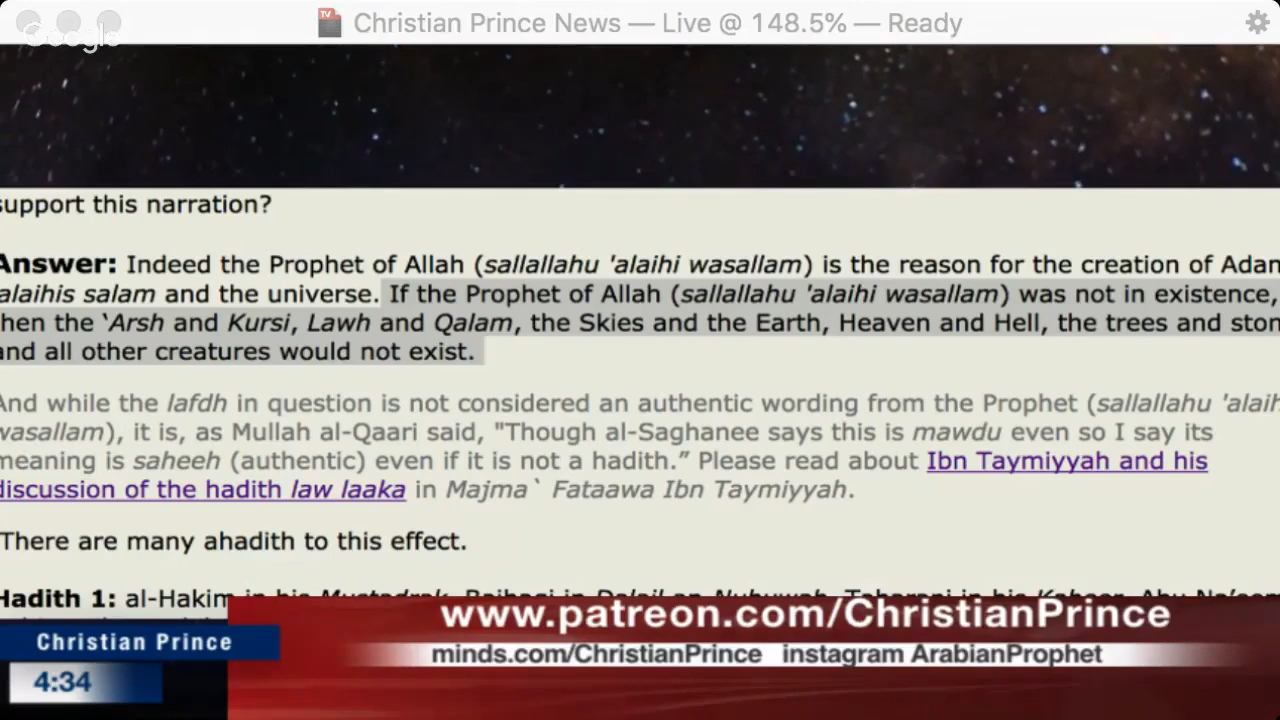 Christian Prince News — Live @ 148.5% — Ready
Google
support this narration?
Answer: Indeed the Prophet of Allah (sallallahu 'alaihi wasallam) is the reason for the creation of Adam
alaihis salam and the universe. If the Prophet of Allah (sallallahu 'alaihi wasallam) was not in existence,
hen the `Arsh and Kursi, Lawh and Qalam, the Skies and the Earth, Heaven and Hell, the trees and ston
and all other creatures would not exist.
And while the lafdh in question is not considered an authentic wording from the Prophet (sallallahu 'alaih
wasallam), it is, as Mullah al-Qaari said, "Though al-Saghanee says this is mawdu even so I say its
meaning is saheeh (authentic) even if it is not a hadith.” Please read about Ibn Taymiyyah and his
discussion of the hadith law laaka in Majma` Fataawa Ibn Taymiyyah.
There are many ahadith to this effect.
Hadith 1: al-Hakim in his Mustadrak, Baihaqi in
www.patreon.com/ChristianPrince
Christian Prince
minds.com/ChristianPrince instagram ArabianProphet
4:34